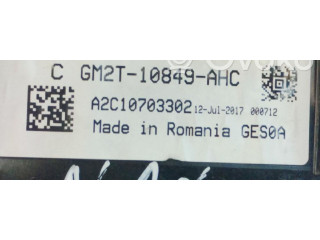 C GM2T-10849-AHC
A2C10703302 12-Jul-2017 000712
Made in Romania GES0A